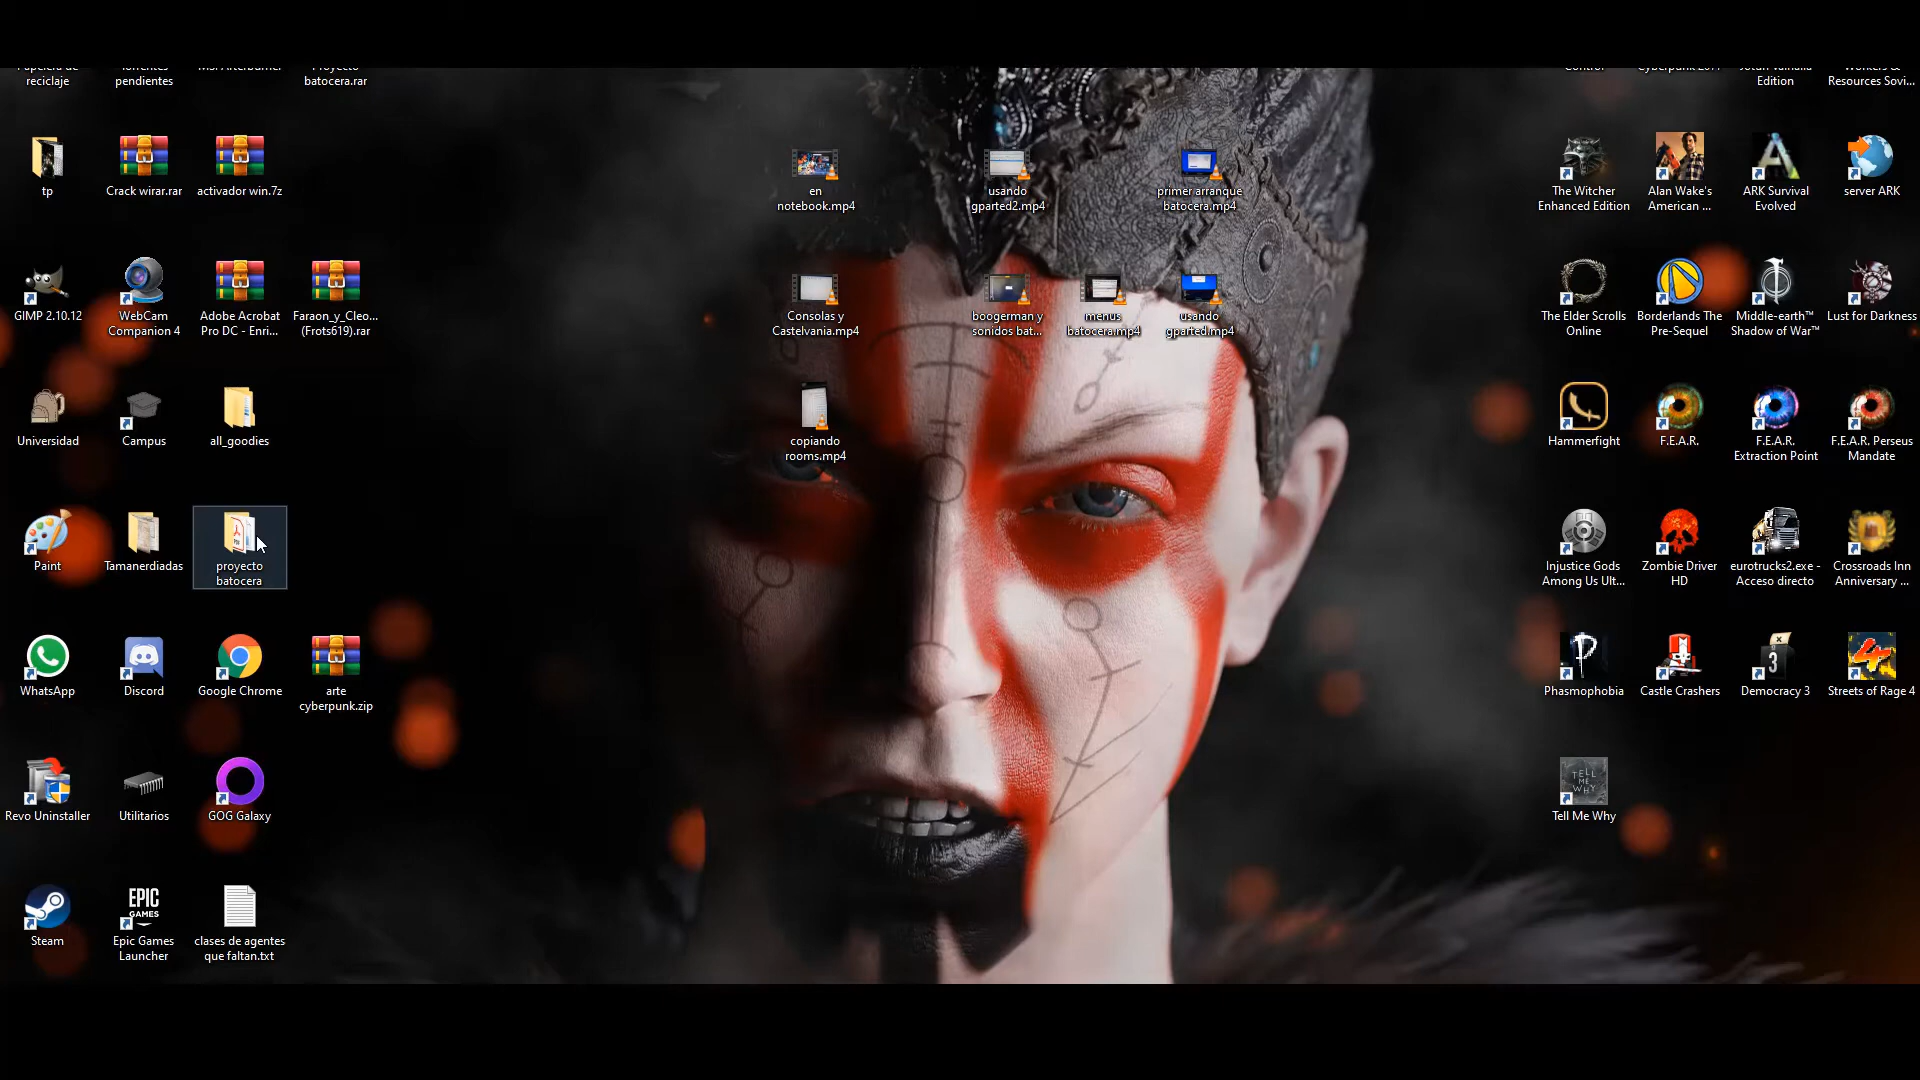 reciclaje
pendientes
batocera.rar
Edition
Resources Sovi...
tp
Crack wirar.rar
activador win.7z
en
notebook.mp4
usando
gparted2.mp4
primer arranque
batocera.mp4
The Witcher
Enhanced Edition
Alan Wake's
American ...
ARK Survival
Evolved
server ARK
GIMP 2.10.12
WebCam
Companion 4
Adobe Acrobat
Pro DC - Enri...
Faraon_y_Cleo...
(Frots619).rar
Consolas y
Castelvania.mp4
boogerman y
sonidos bat...
menus
batocera.mp4
usando
gparted.mp4
The Elder Scrolls
Online
Borderlands The
Pre-Sequel
Middle-earth™
Shadow of War™
Lust for Darkness
Universidad
Campus
all_goodies
copiando
rooms.mp4
Hammerfight
F.E.A.R.
F.E.A.R.
Extraction Point
F.E.A.R. Perseus
Mandate
Paint
Tamanerdiadas
PDF
proyecto
batocera
Injustice Gods
Among Us Ult...
Zombie Driver
HD
eurotrucks2.exe -
Acceso directo
Crossroads Inn
Anniversary ...
WhatsApp
Discord
Google Chrome
arte
cyberpunk.zip
Phasmophobia
Castle Crashers
3
Democracy 3
4
Streets of Rage 4
Revo Uninstaller
Utilitarios
GOG Galaxy
TELL
ME
WHY
Tell Me Why
Steam
EPIC
GAMES
Epic Games
Launcher
clases de agentes
que faltan.txt